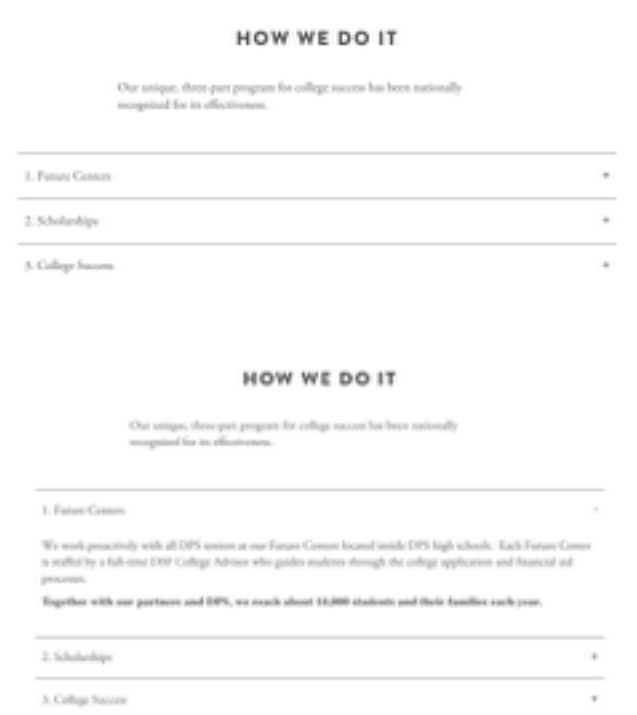 HOW WE DO IT
Our unique, three-part program for college success has been nationally
recognized for its effectiveness.
1. Future Centers +
2. Scholarships +
3. College Success +
HOW WE DO IT
Our unique, three-part program for college success has been nationally
recognized for its effectiveness.
1. Future Centers -
We work proactively with all DPS seniors at our Future Centers located inside DPS high schools. Each Future Center
is staffed by a full-time DSF College Advisor who guides students through the college application and financial aid
processes.
Together with our partners and DPS, we reach about students and their families each year.
2. Scholarships +
3. College Success +